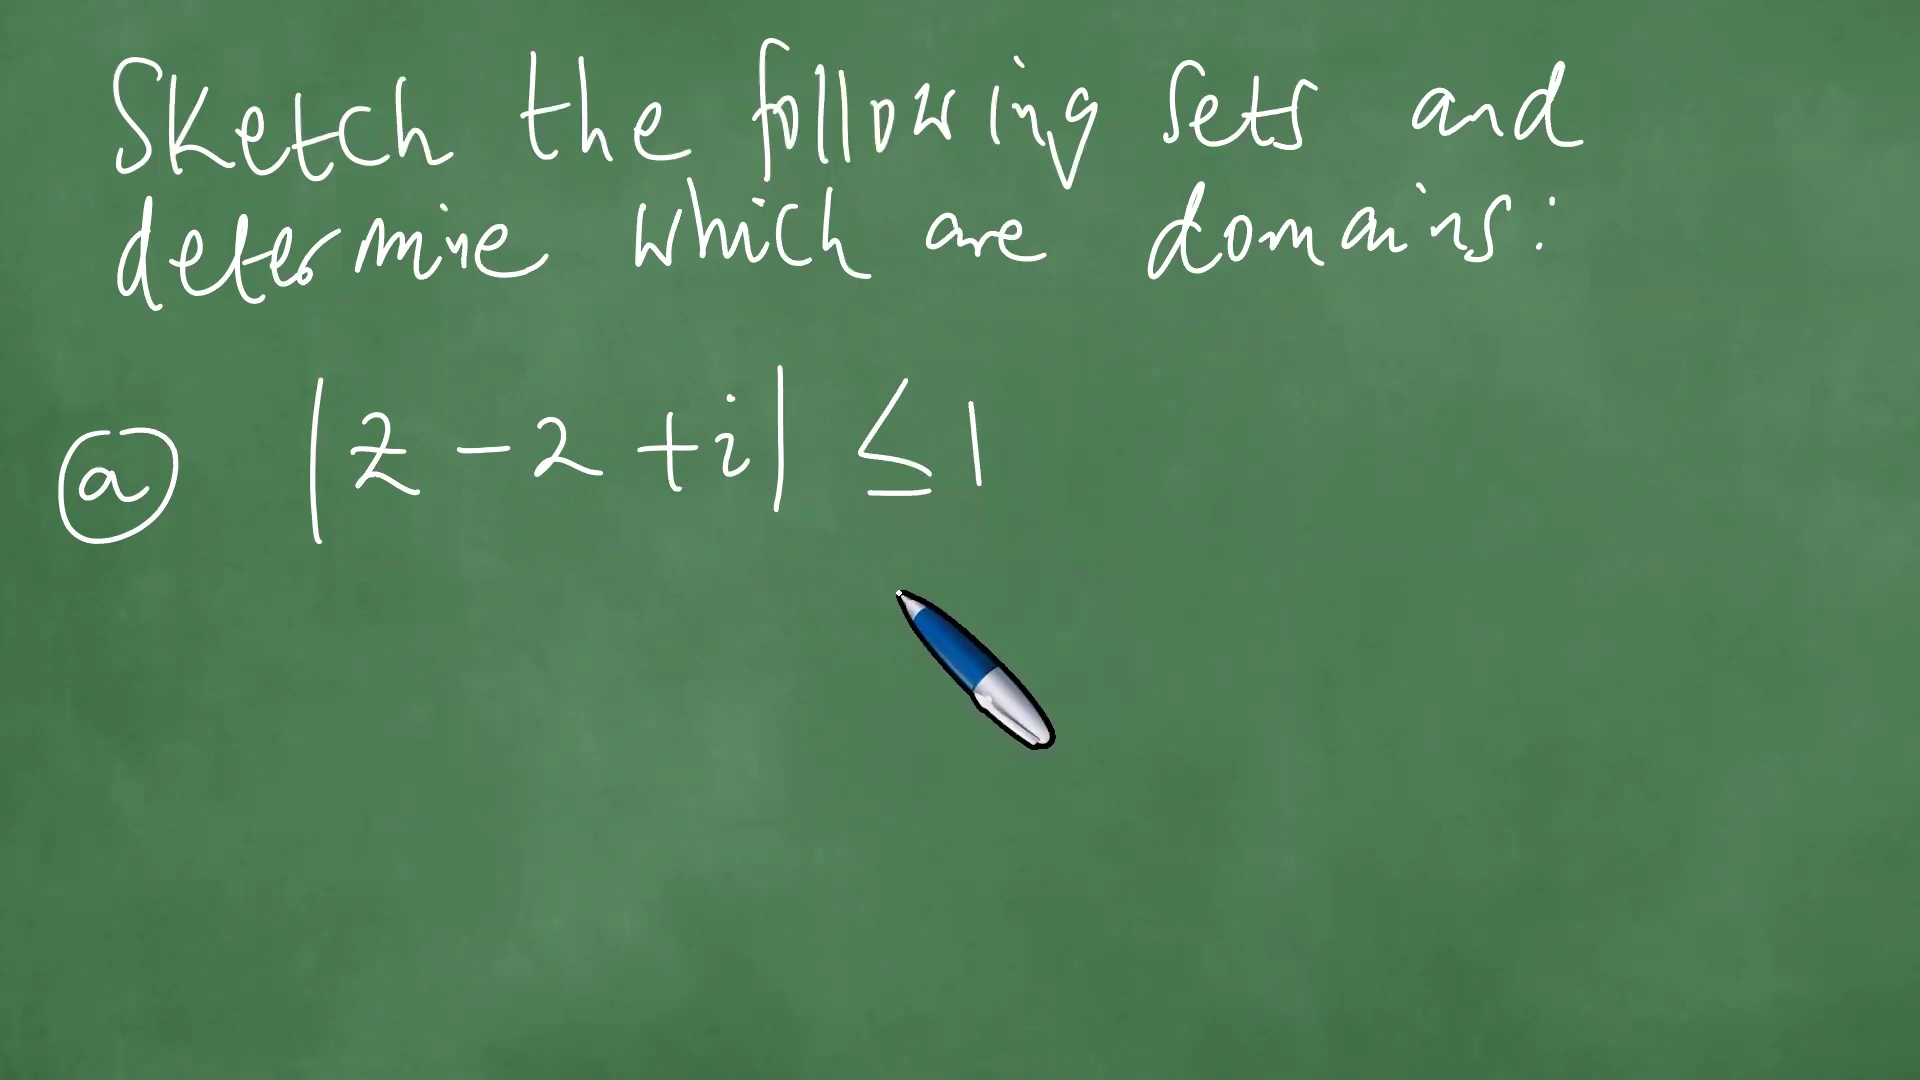 Sketch the following sets and
determine which are domains:
a |z - 2 + i| ≤ 1